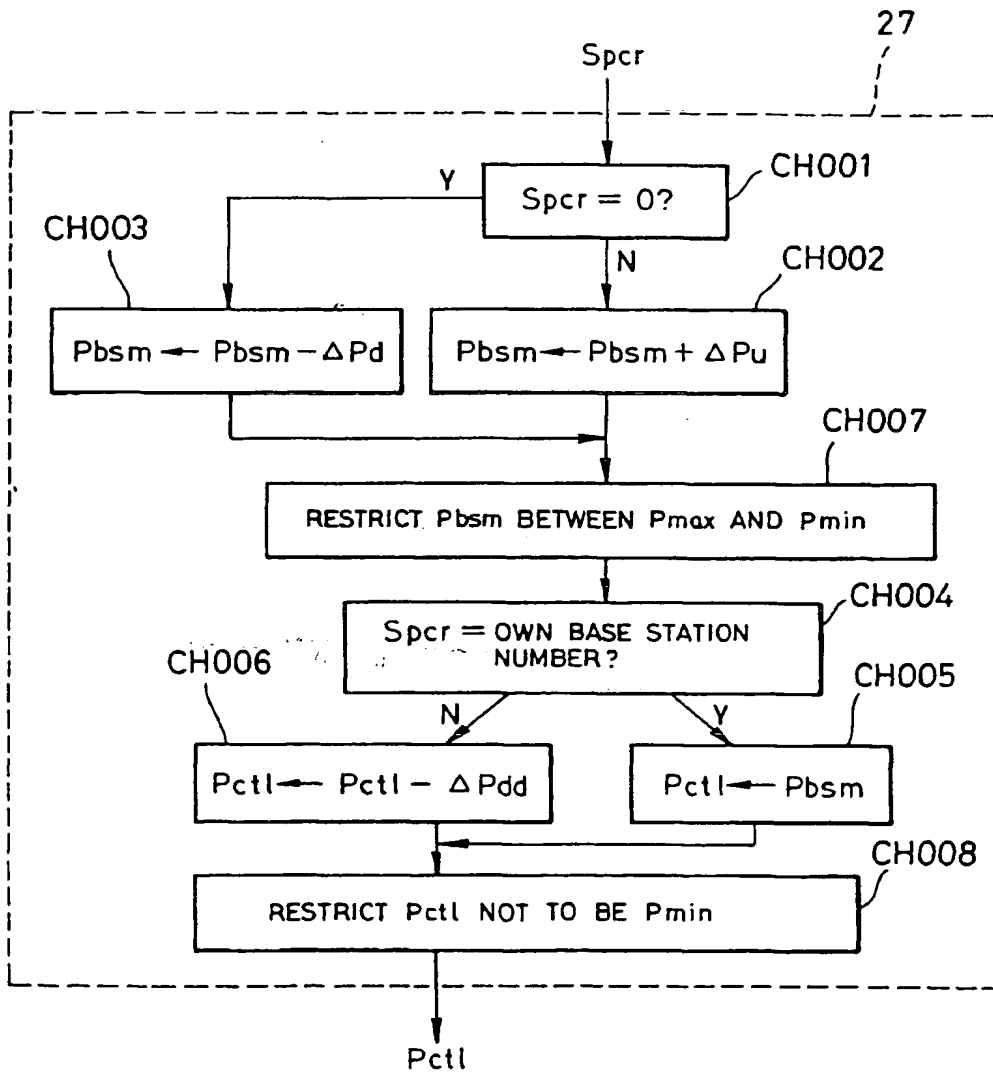 27
Spcr
CH001
Y
Spcr = 0?
CH003
N
CH002
Pbsm ← Pbsm − ΔPd
Pbsm ← Pbsm + ΔPu
CH007
RESTRICT Pbsm BETWEEN Pmax AND Pmin
CH004
Spcr = OWN BASE STATION
NUMBER?
CH006
CH005
N
Y
Pctl ← Pctl − ΔPdd
Pctl ← Pbsm
CH008
RESTRICT Pctl NOT TO BE Pmin
Pctl